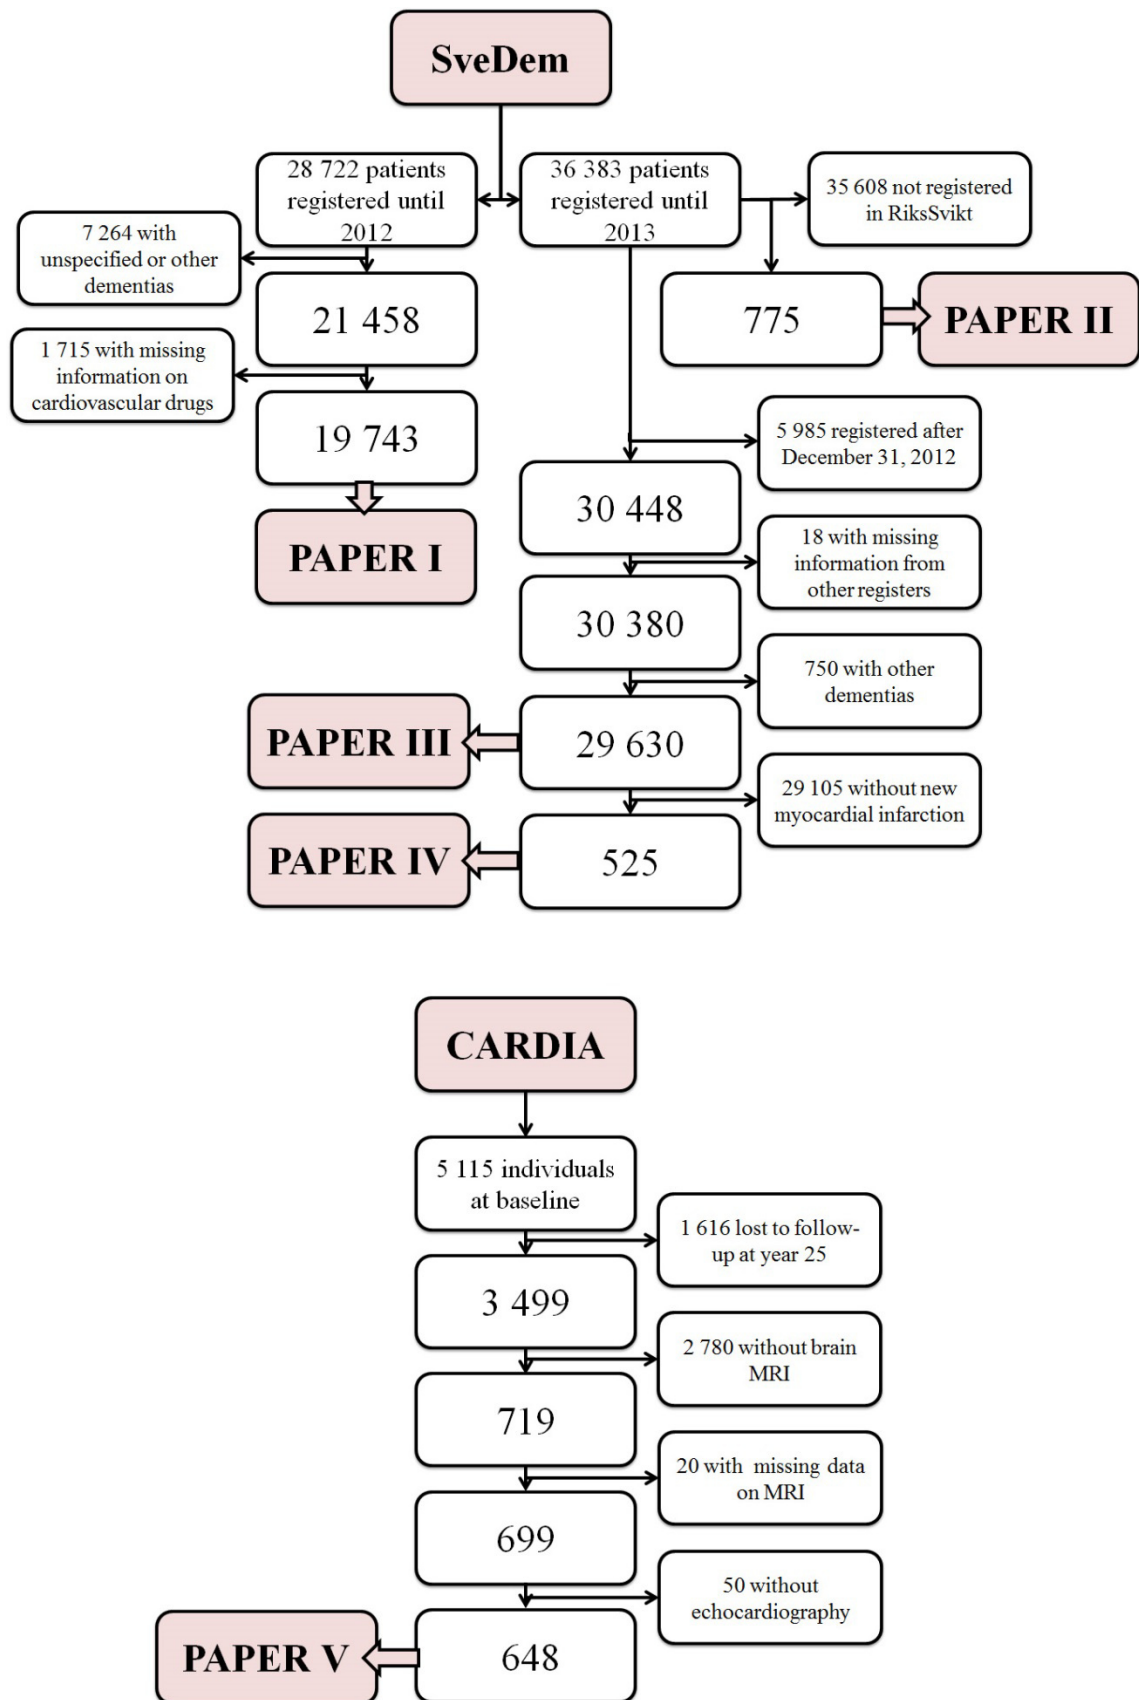 SveDem
28 722 patients
registered until
2012
36 383 patients
registered until
2013
35 608 not registered
in RiksSvikt
7 264 with
unspecified or other
dementias
21 458
775
PAPER II
1 715 with missing
information on
cardiovascular drugs
19 743
5 985 registered after
December 31, 2012
30 448
PAPER I
18 with missing
information from
other registers
30 380
750 with other
dementias
PAPER III
29 630
29 105 without new
myocardial infarction
PAPER IV
525
CARDIA
5 115 individuals
at baseline
1 616 lost to follow-
up at year 25
3 499
2 780 without brain
MRI
719
20 with missing data
on MRI
699
50 without
echocardiography
PAPER V
648